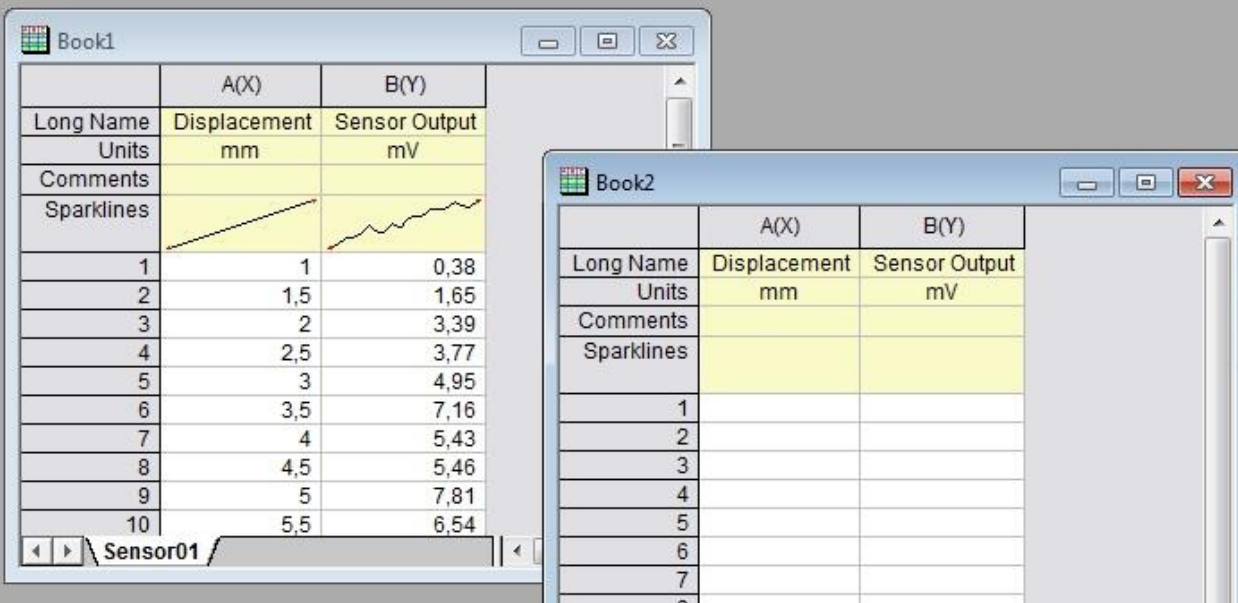 Book1
A(X) B(Y)
Long Name Displacement Sensor Output
Units mm mV
Comments
Sparklines
1 1 0,38
2 1,5 1,65
3 2 3,39
4 2,5 3,77
5 3 4,95
6 3,5 7,16
7 4 5,43
8 4,5 5,46
9 5 7,81
10 5,5 6,54
Sensor01
Book2
A(X) B(Y)
Long Name Displacement Sensor Output
Units mm mV
Comments
Sparklines
1
2
3
4
5
6
7